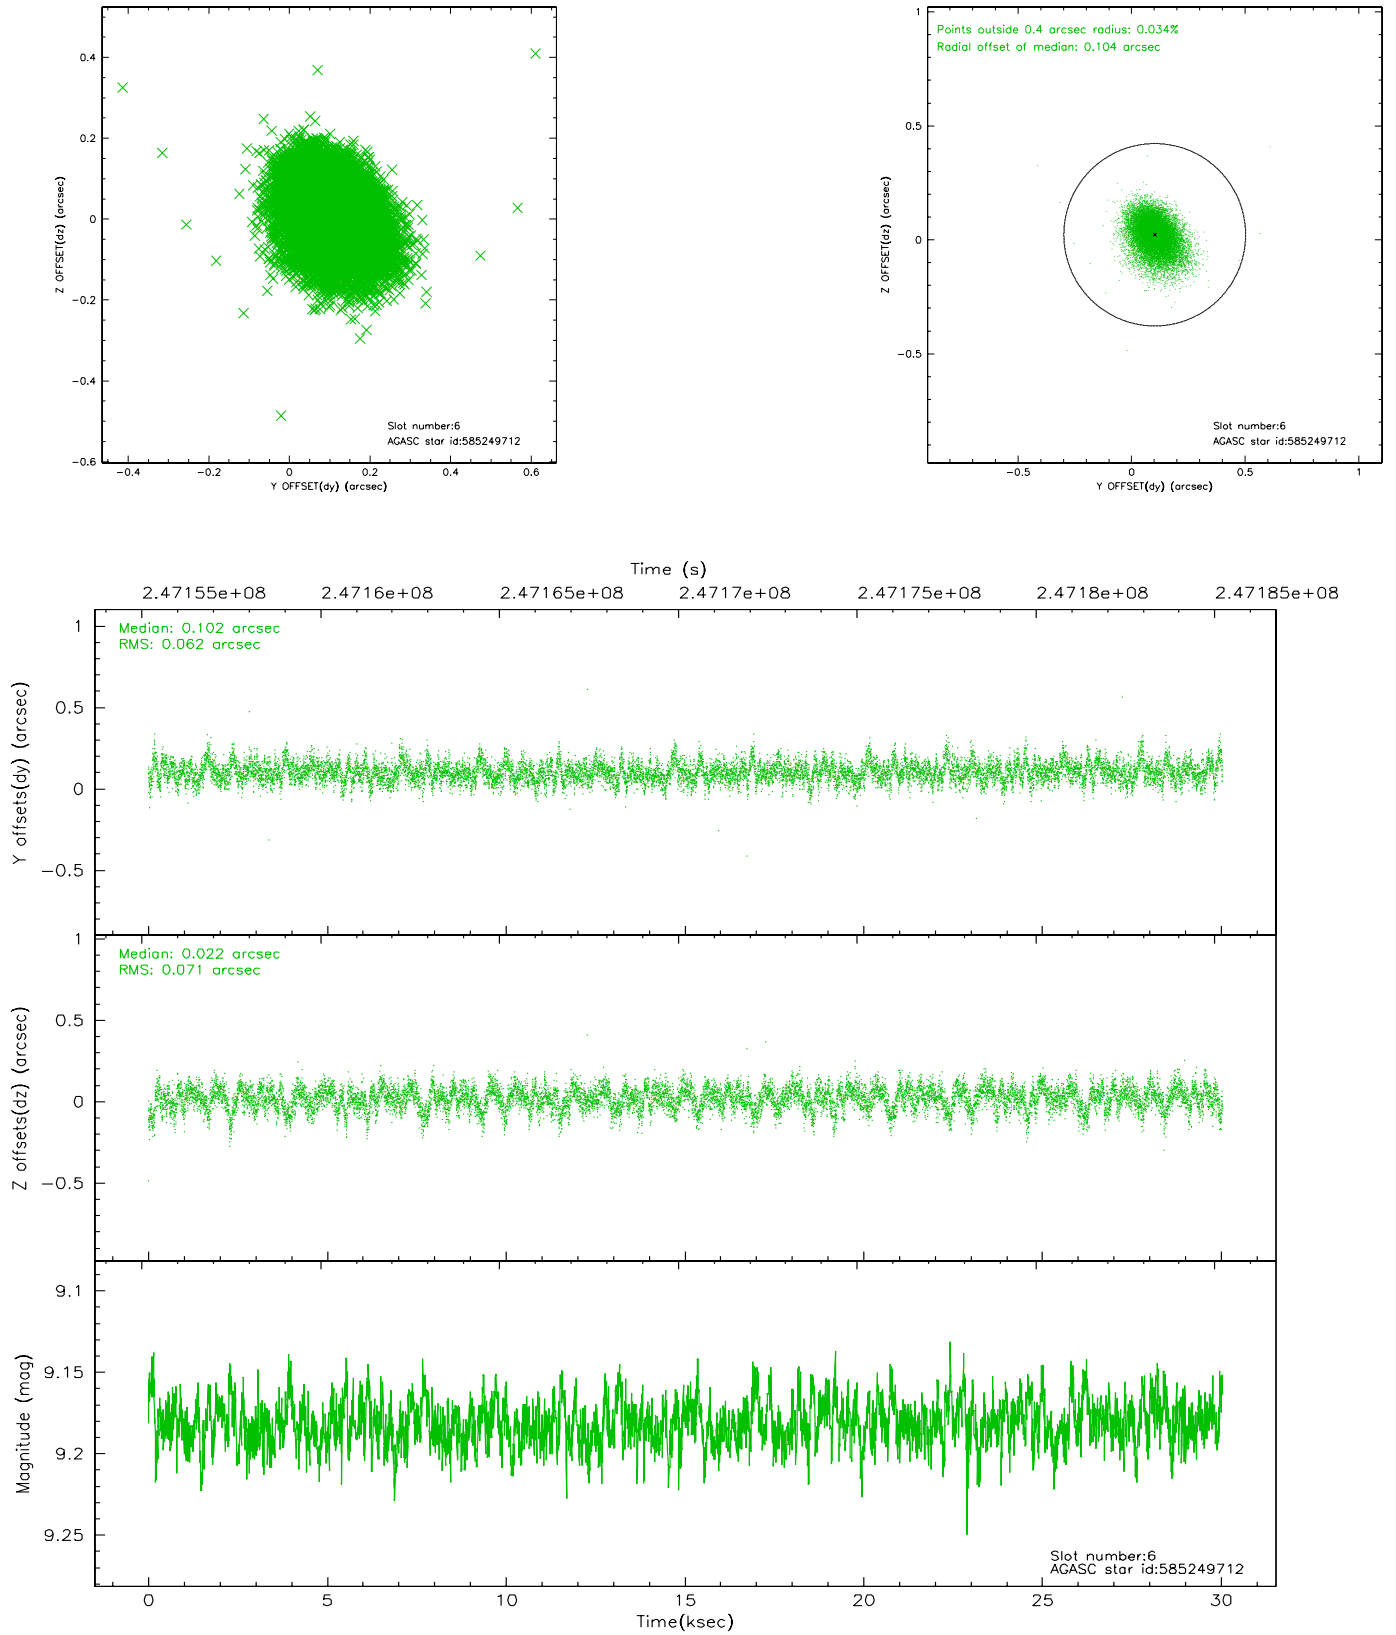 0.4
0.2
0
−0.2
−0.4
−0.6
Z OFFSET(dz) (arcsec)
Slot number:6
AGASC star id:585249712
−0.4 −0.2 0 0.2 0.4 0.6
Y OFFSET(dy) (arcsec)
Points outside 0.4 arcsec radius: 0.034%
Radial offset of median: 0.104 arcsec
1
0.5
0
−0.5
Z OFFSET(dz) (arcsec)
Slot number:6
AGASC star id:585249712
−0.5 0 0.5 1
Y OFFSET(dy) (arcsec)
Time (s)
2.47155e+08 2.4716e+08 2.47165e+08 2.4717e+08 2.47175e+08 2.4718e+08 2.47185e+08
Median: 0.102 arcsec
RMS: 0.062 arcsec
1
0.5
0
−0.5
Y offsets(dy) (arcsec)
Median: 0.022 arcsec
RMS: 0.071 arcsec
1
0.5
0
−0.5
Z offsets(dz) (arcsec)
9.1
9.15
9.2
9.25
Magnitude (mag)
Slot number:6
AGASC star id:585249712
0 5 10 15 20 25 30
Time(ksec)